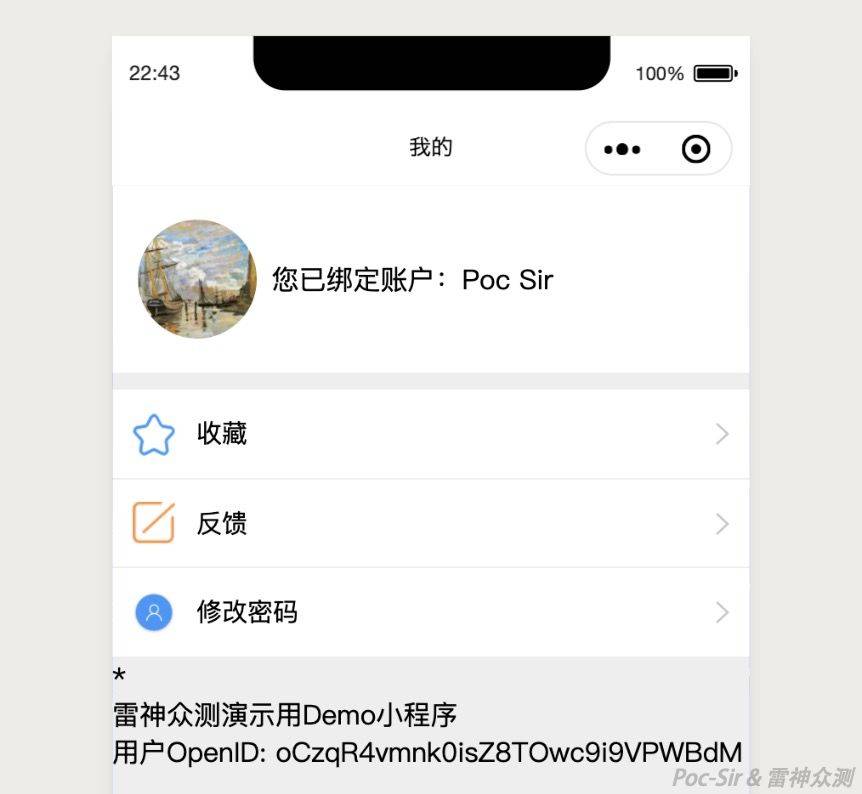 22:43
100%
我的
您已绑定账户：Poc Sir
收藏
反馈
修改密码
*
雷神众测演示用Demo小程序
用户OpenID: oCzqR4vmnk0isZ8TOwc9i9VPWBdM
Poc-Sir & 雷神众测